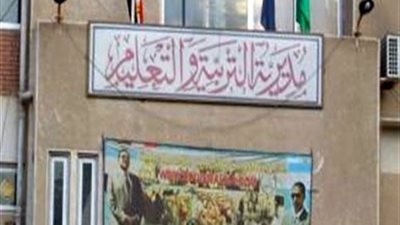 مديرية التربية والتعليم